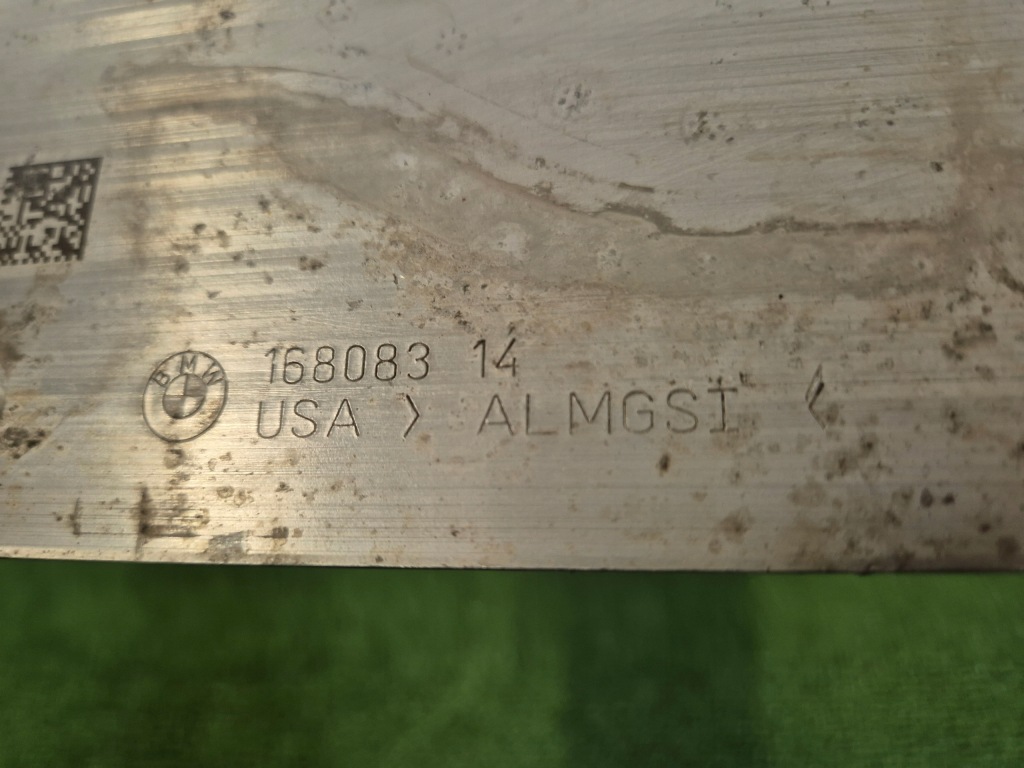 BMW
168083 14
USA > ALMGSI <